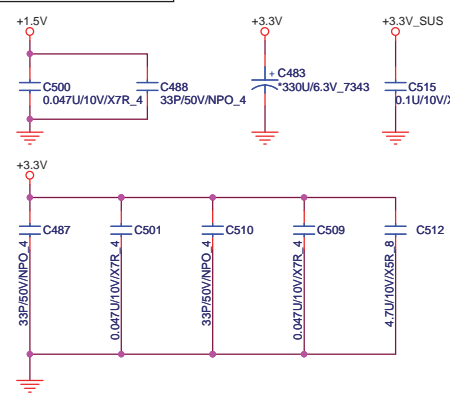 +1.5V
+3.3V
+3.3V_SUS
C500
0.047U/10V/X7R_4
C488
33P/50V/NPO_4
+ C483
*330U/6.3V_7343
C515
0.1U/10V/X
+3.3V
C487
33P/50V/NPO_4
C501
0.047U/10V/X7R_4
C510
33P/50V/NPO_4
C509
0.047U/10V/X7R_4
C512
4.7U/10V/X5R_8